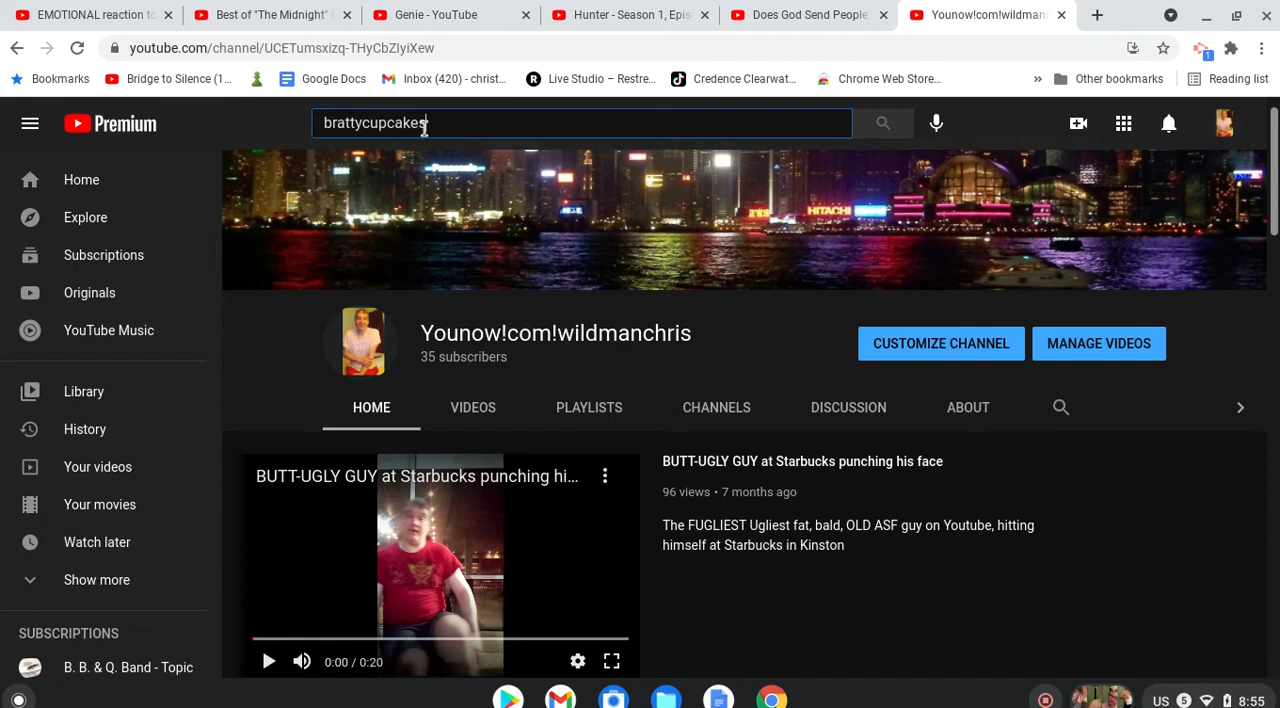 EMOTIONAL reaction to
Best of "The Midnight"
Genie - YouTube
Hunter - Season 1, Epis
Does God Send People
Younow!com!wildman
youtube.com/channel/UCETumsxizq-THyCbZIyiXew
1
Bookmarks
Bridge to Silence (1...
Google Docs
Inbox (420) - christ...
Live Studio – Restre...
Credence Clearwat...
Chrome Web Store...
»
Other bookmarks
Reading list
Premium
brattycupcakes
Home
Explore
Subscriptions
Originals
YouTube Music
Library
History
Your videos
Your movies
Watch later
Show more
SUBSCRIPTIONS
B. B. & Q. Band - Topic
HITACHI
Younow!com!wildmanchris
35 subscribers
CUSTOMIZE CHANNEL
MANAGE VIDEOS
HOME
VIDEOS
PLAYLISTS
CHANNELS
DISCUSSION
ABOUT
BUTT-UGLY GUY at Starbucks punching hi...
0:00 / 0:20
BUTT-UGLY GUY at Starbucks punching his face
96 views • 7 months ago
The FUGLIEST Ugliest fat, bald, OLD ASF guy on Youtube, hitting
himself at Starbucks in Kinston
US
5
8:55